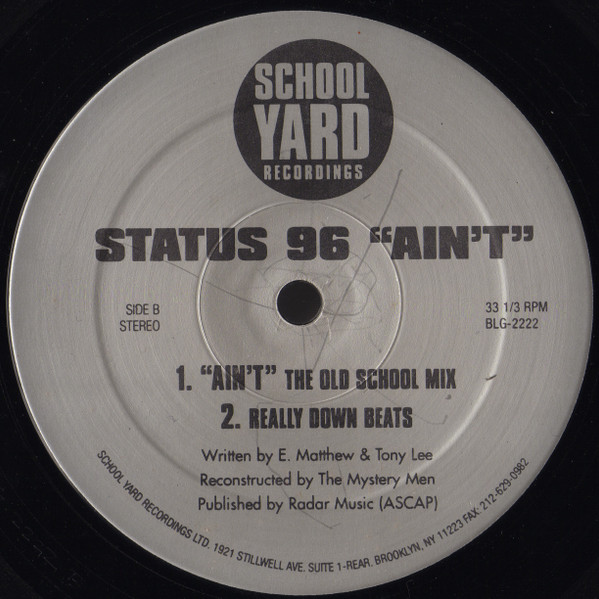 SCHOOL
YARD
RECORDINGS
STATUS 96 “AIN'T”
SIDE B
STEREO
33 1/3 RPM
BLG-2222
1. “AIN'T” THE OLD SCHOOL MIX
2. REALLY DOWN BEATS
Written by E. Matthew & Tony Lee
Reconstructed by The Mystery Men
Published by Radar Music (ASCAP)
SCHOOL YARD RECORDINGS LTD. 1921 STILLWELL AVE. SUITE 1-REAR. BROOKLYN, NY 11223 FAX. 212-629-0982